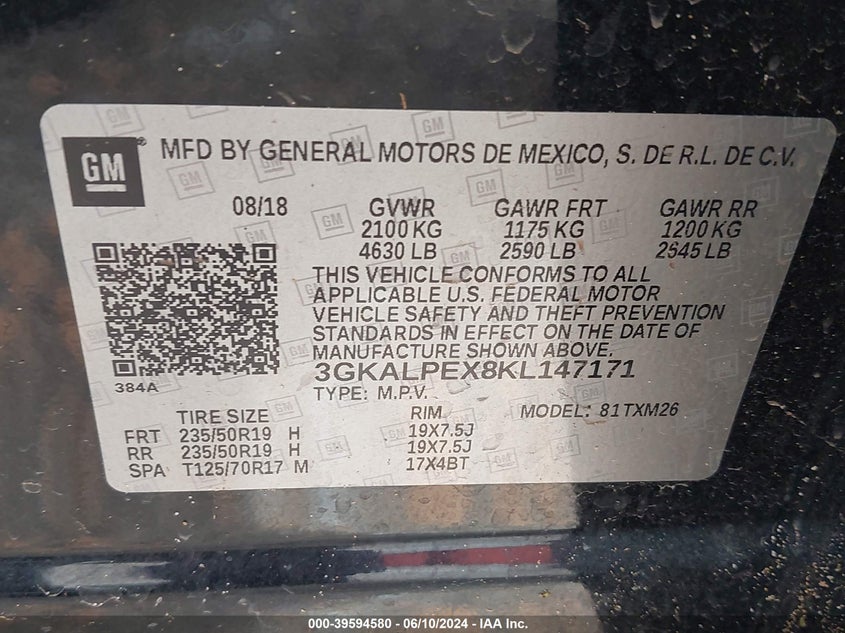 GM
MFD BY GENERAL MOTORS DE MEXICO, S. DE R.L. DE C.V.
08/18 GVWR GAWR FRT GAWR RR
2100 KG 1175 KG 1200 KG
4630 LB 2590 LB 2645 LB
THIS VEHICLE CONFORMS TO ALL
APPLICABLE U.S. FEDERAL MOTOR
VEHICLE SAFETY AND THEFT PREVENTION
STANDARDS IN EFFECT ON THE DATE OF
MANUFACTURE SHOWN ABOVE.
3GKALPEX8KL147171
384A
TYPE: M.P.V. MODEL: 81TXM26
TIRE SIZE RIM
FRT 235/50R19 H 19X7.5J
RR 235/50R19 H 19X7.5J
SPA T125/70R17 M 17X4BT
000-39594580 - 06/10/2024 - IAA Inc.